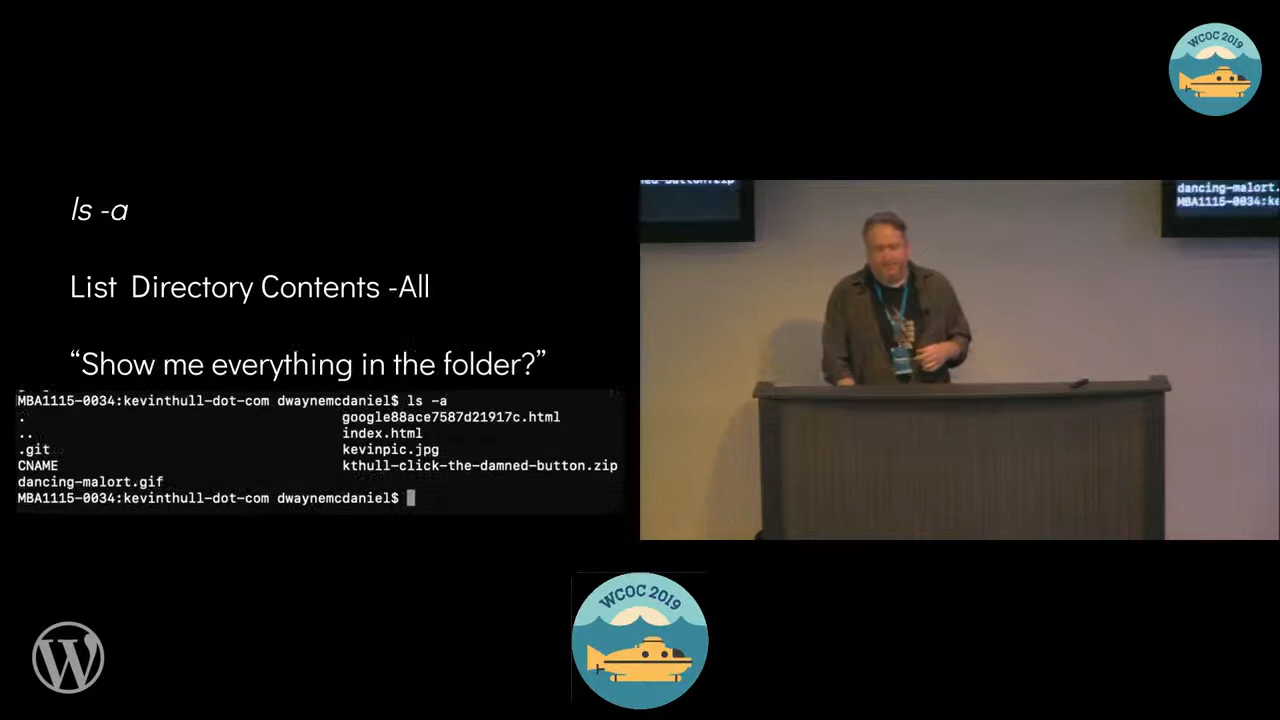 WCOC 2019
ls -a
List Directory Contents -All
“Show me everything in the folder?”
MBA1115-0034:kevinthull-dot-com dwaynemcdaniel$ ls -a
. google88ace7587d21917c.html
.. index.html
.git kevinpic.jpg
CNAME kthull-click-the-damned-button.zip
dancing-malort.gif
MBA1115-0034:kevinthull-dot-com dwaynemcdaniel$
dancing-malort.
MBA1115-0034:ke
WCOC 2019